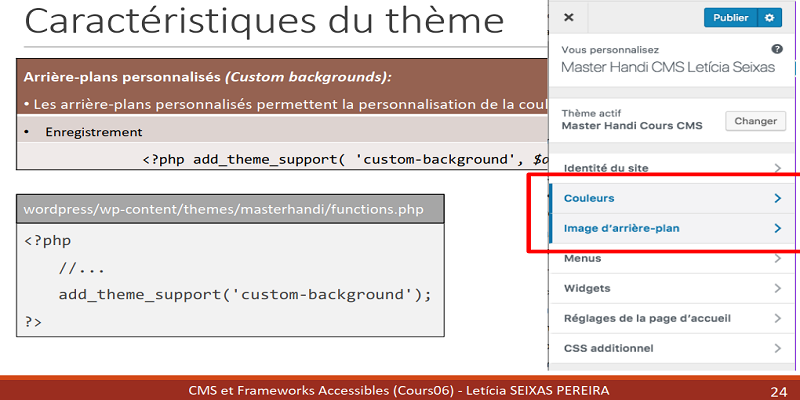 Caractéristiques du thème
Arrière-plans personnalisés (Custom backgrounds):
• Les arrière-plans personnalisés permettent la personalisation de la coul
• Enregistrement
<?php add_theme_support( 'custom-background',
wordpress/wp-content/themes/masterhandi/functions.php
<?php
//...
add_theme_support('custom-background');
?>
× Publier
Vous personnalisez ?
Master Handi CMS Letícia Seixas
Thème actif
Master Handi Cours CMS
Changer
Identité du site
Couleurs
Image d'arrière-plan
Menus
Widgets
Réglages de la page d'accueil
CSS additionnel
CMS et Frameworks Accessibles (Cours06) - Letícia SEIXAS PEREIRA
24